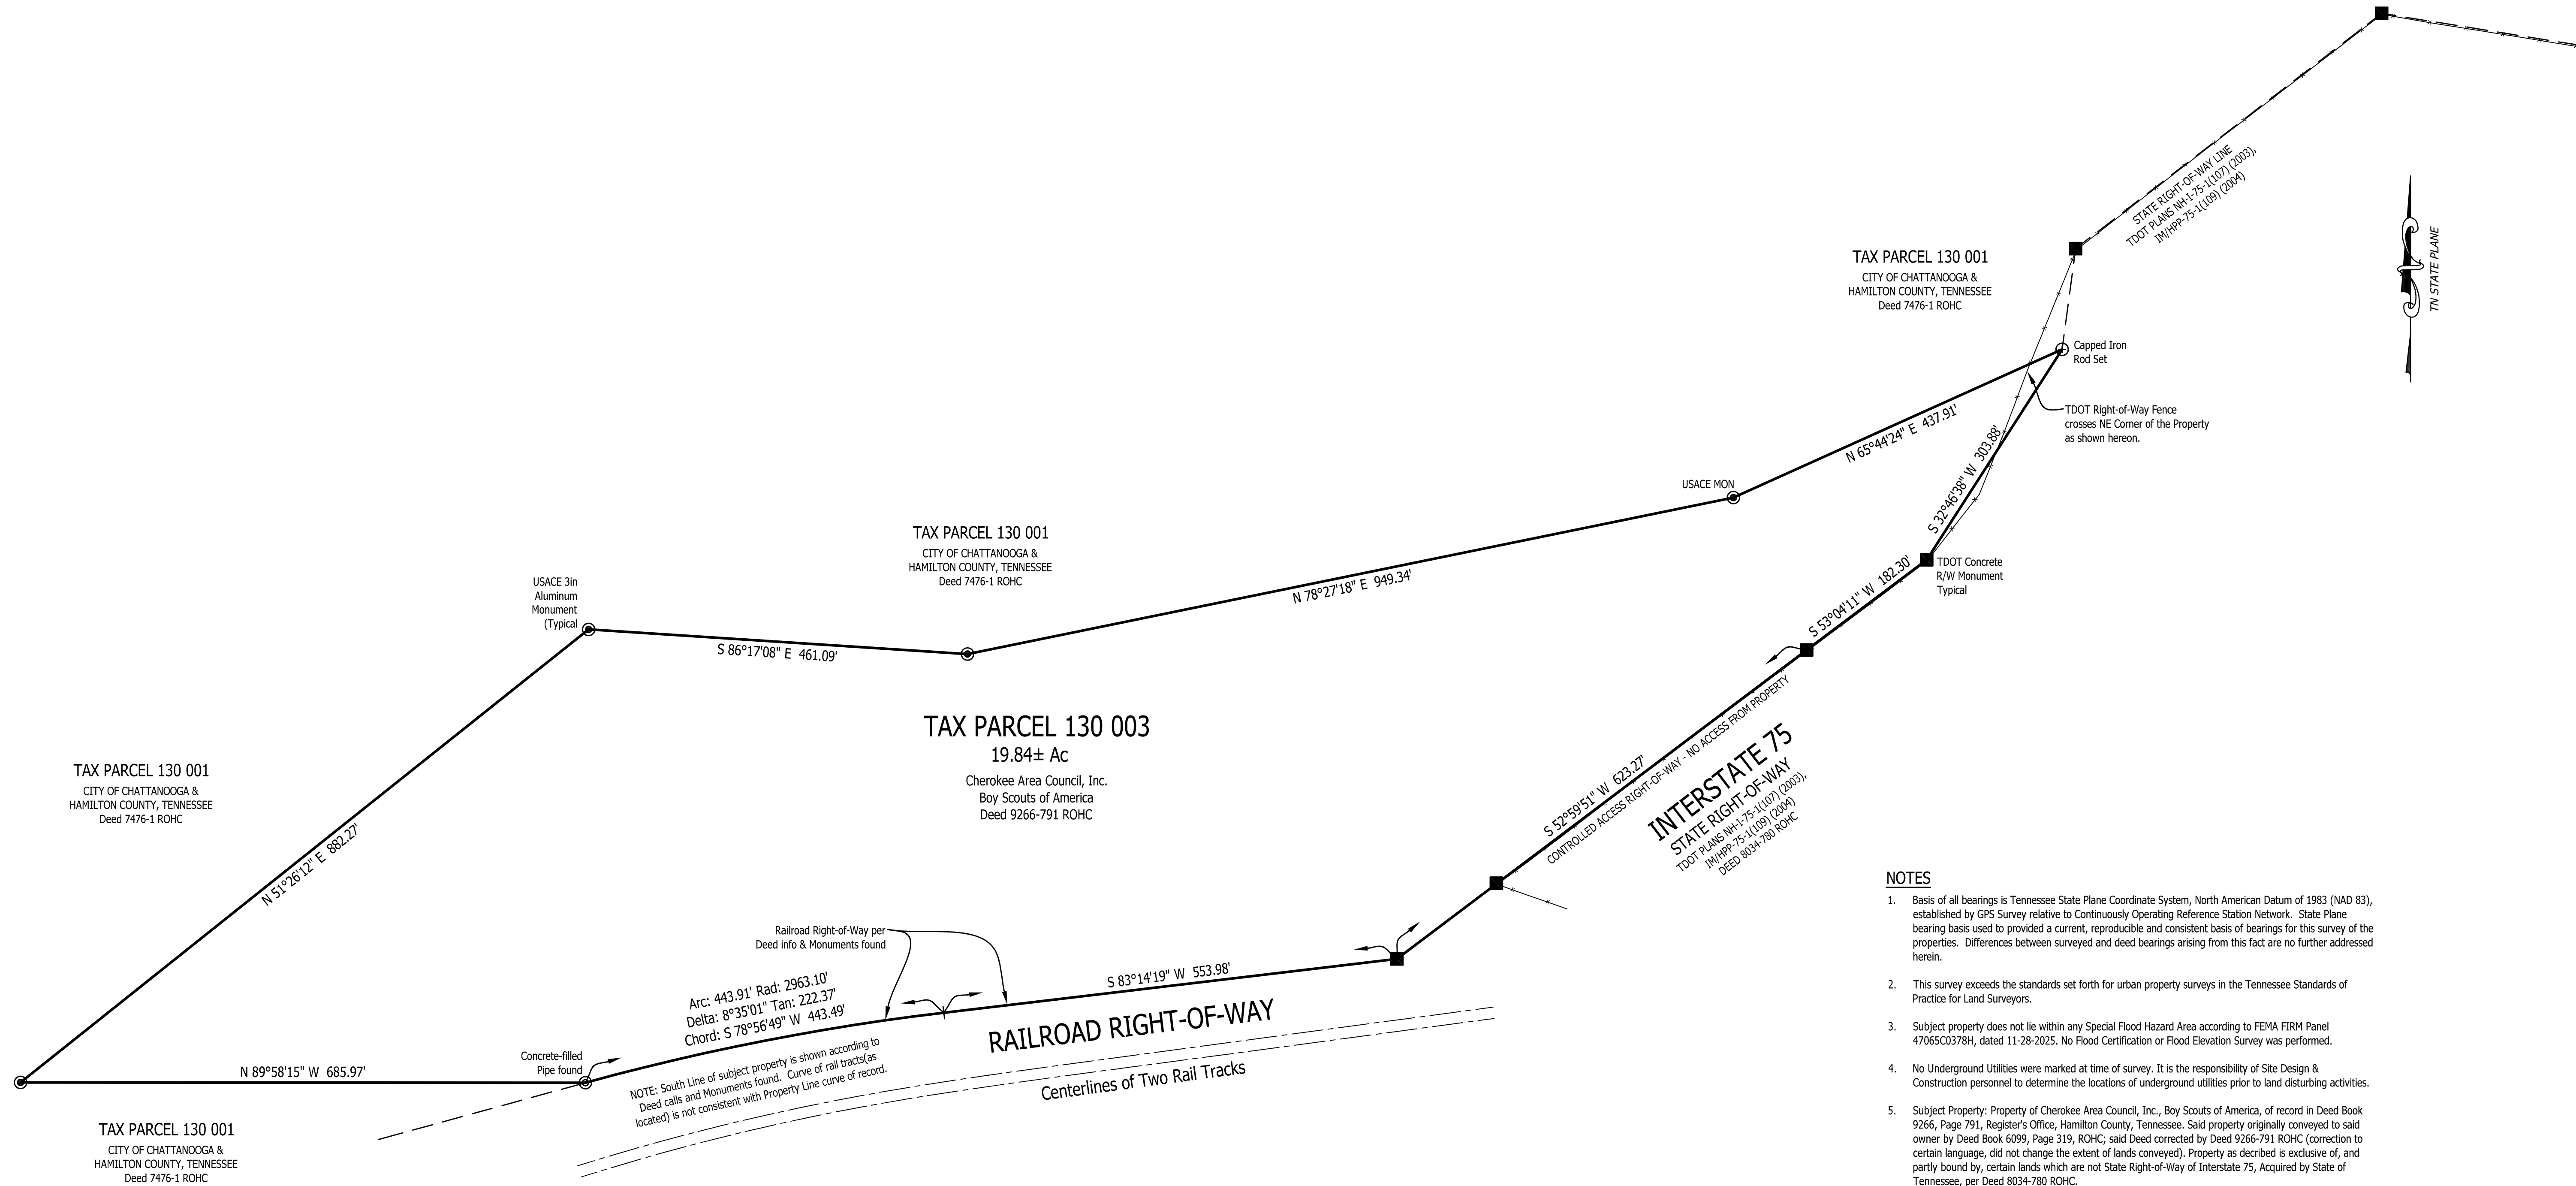 STATE RIGHT-OF-WAY LINE
TDOT PLANS NH-I-75-1(107) (2003),
IM/HPP-75-1(109) (2004)
TN STATE PLANE
TAX PARCEL 130 001
CITY OF CHATTANOOGA &
HAMILTON COUNTY, TENNESSEE
Deed 7476-1 ROHC
Capped Iron
Rod Set
TDOT Right-of-Way Fence
crosses NE Corner of the Property
as shown hereon.
N 65°44'24" E  437.91'
S 32°46'38" W  303.88'
USACE MON
TAX PARCEL 130 001
CITY OF CHATTANOOGA &
HAMILTON COUNTY, TENNESSEE
Deed 7476-1 ROHC
N 78°27'18" E  949.34'
USACE 3in
Aluminum
Monument
(Typical
S 86°17'08" E  461.09'
TDOT Concrete
R/W Monument
Typical
S 53°04'11" W  182.30'
TAX PARCEL 130 003
19.84± Ac
Cherokee Area Council, Inc.
Boy Scouts of America
Deed 9266-791 ROHC
TAX PARCEL 130 001
CITY OF CHATTANOOGA &
HAMILTON COUNTY, TENNESSEE
Deed 7476-1 ROHC
N 51°26'12" E  882.27'
S 52°59'51" W  623.27'
CONTROLLED ACCESS RIGHT-OF-WAY - NO ACCESS FROM PROPERTY
INTERSTATE 75
STATE RIGHT-OF-WAY
TDOT PLANS NH-I-75-1(107) (2003),
IM/HPP-75-1(109) (2004)
DEED 8034-780 ROHC
Railroad Right-of-Way per
Deed info & Monuments found
Arc: 443.91' Rad: 2963.10'
Delta: 8°35'01" Tan: 222.37'
Chord: S 78°56'49" W  443.49'
S 83°14'19" W  553.98'
RAILROAD RIGHT-OF-WAY
Centerlines of Two Rail Tracks
Concrete-filled
Pipe found
N 89°58'15" W  685.97'
NOTE: South Line of subject property is shown according to
Deed calls and Monuments found.  Curve of rail tracts(as
located) is not consistent with Property Line curve of record.
TAX PARCEL 130 001
CITY OF CHATTANOOGA &
HAMILTON COUNTY, TENNESSEE
Deed 7476-1 ROHC
NOTES
1. Basis of all bearings is Tennessee State Plane Coordinate System, North American Datum of 1983 (NAD 83),
established by GPS Survey relative to Continuously Operating Reference Station Network.  State Plane
bearing basis used to provided a current, reproducible and consistent basis of bearings for this survey of the
properties.  Differences between surveyed and deed bearings arising from this fact are no further addressed
herein.
2. This survey exceeds the standards set forth for urban property surveys in the Tennessee Standards of
Practice for Land Surveyors.
3. Subject property does not lie within any Special Flood Hazard Area according to FEMA FIRM Panel
47065C0378H, dated 11-28-2025. No Flood Certification or Flood Elevation Survey was performed.
4. No Underground Utilities were marked at time of survey. It is the responsibility of Site Design &
Construction personnel to determine the locations of underground utilities prior to land disturbing activities.
5. Subject Property: Property of Cherokee Area Council, Inc., Boy Scouts of America, of record in Deed Book
9266, Page 791, Register's Office, Hamilton County, Tennessee. Said property originally conveyed to said
owner by Deed Book 6099, Page 319, ROHC; said Deed corrected by Deed 9266-791 ROHC (correction to
certain language, did not change the extent of lands conveyed). Property as decribed is exclusive of, and
partly bound by, certain lands which are not State Right-of-Way of Interstate 75, Acquired by State of
Tennessee, per Deed 8034-780 ROHC.